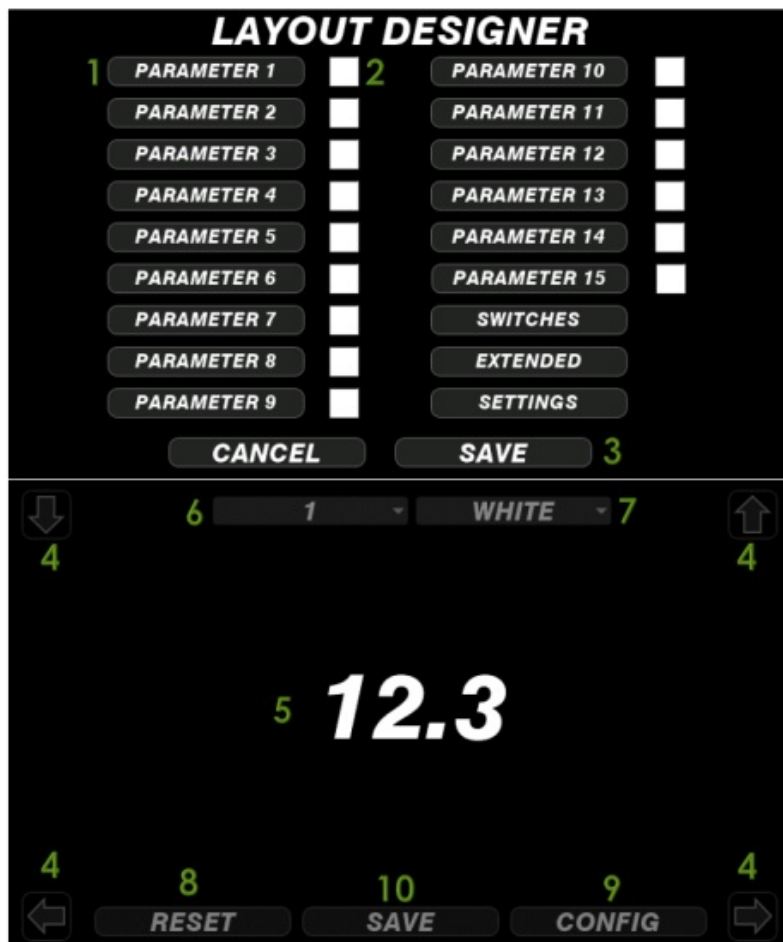 LAYOUT DESIGNER
1 PARAMETER 1 2 PARAMETER 10
PARAMETER 2 PARAMETER 11
PARAMETER 3 PARAMETER 12
PARAMETER 4 PARAMETER 13
PARAMETER 5 PARAMETER 14
PARAMETER 6 PARAMETER 15
PARAMETER 7 SWITCHES
PARAMETER 8 EXTENDED
PARAMETER 9 SETTINGS
CANCEL SAVE 3
6 1 WHITE 7
4 4
5 12.3
4 8 10 9 4
RESET SAVE CONFIG